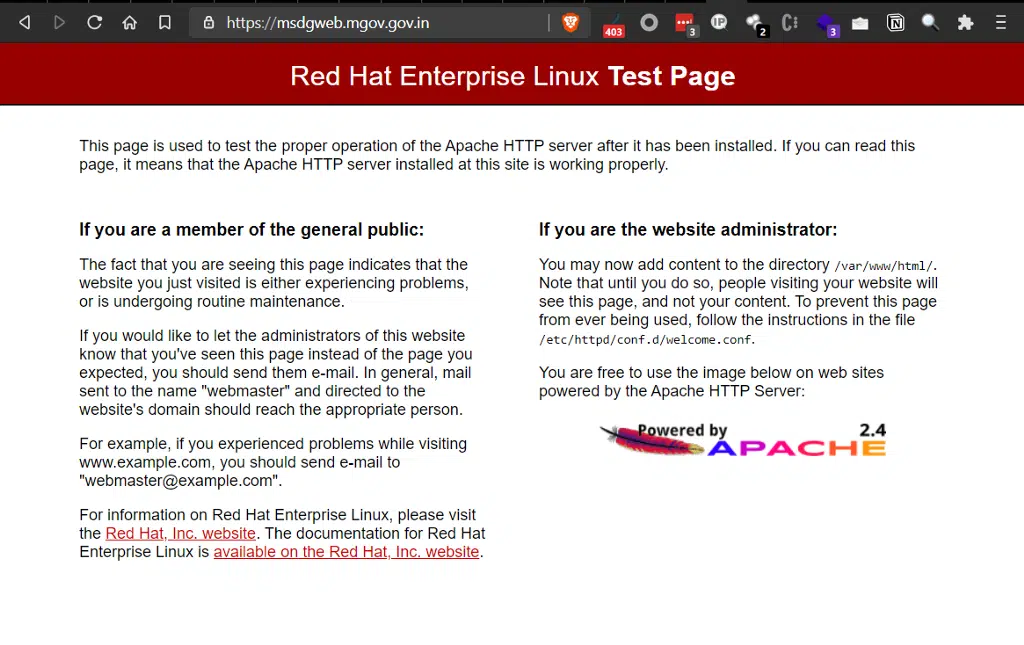 https://msdgweb.mgov.gov.in
403
3
IP
2
3
Red Hat Enterprise Linux Test Page
This page is used to test the proper operation of the Apache HTTP server after it has been installed. If you can read this
page, it means that the Apache HTTP server installed at this site is working properly.
If you are a member of the general public:
The fact that you are seeing this page indicates that the
website you just visited is either experiencing problems,
or is undergoing routine maintenance.
If you would like to let the administrators of this website
know that you've seen this page instead of the page you
expected, you should send them e-mail. In general, mail
sent to the name "webmaster" and directed to the
website's domain should reach the appropriate person.
For example, if you experienced problems while visiting
www.example.com, you should send e-mail to
"webmaster@example.com".
For information on Red Hat Enterprise Linux, please visit
the Red Hat, Inc. website. The documentation for Red Hat
Enterprise Linux is available on the Red Hat, Inc. website.
If you are the website administrator:
You may now add content to the directory /var/www/html/.
Note that until you do so, people visiting your website will
see this page, and not your content. To prevent this page
from ever being used, follow the instructions in the file
/etc/httpd/conf.d/welcome.conf.
You are free to use the image below on web sites
powered by the Apache HTTP Server:
Powered by 2.4
APACHE